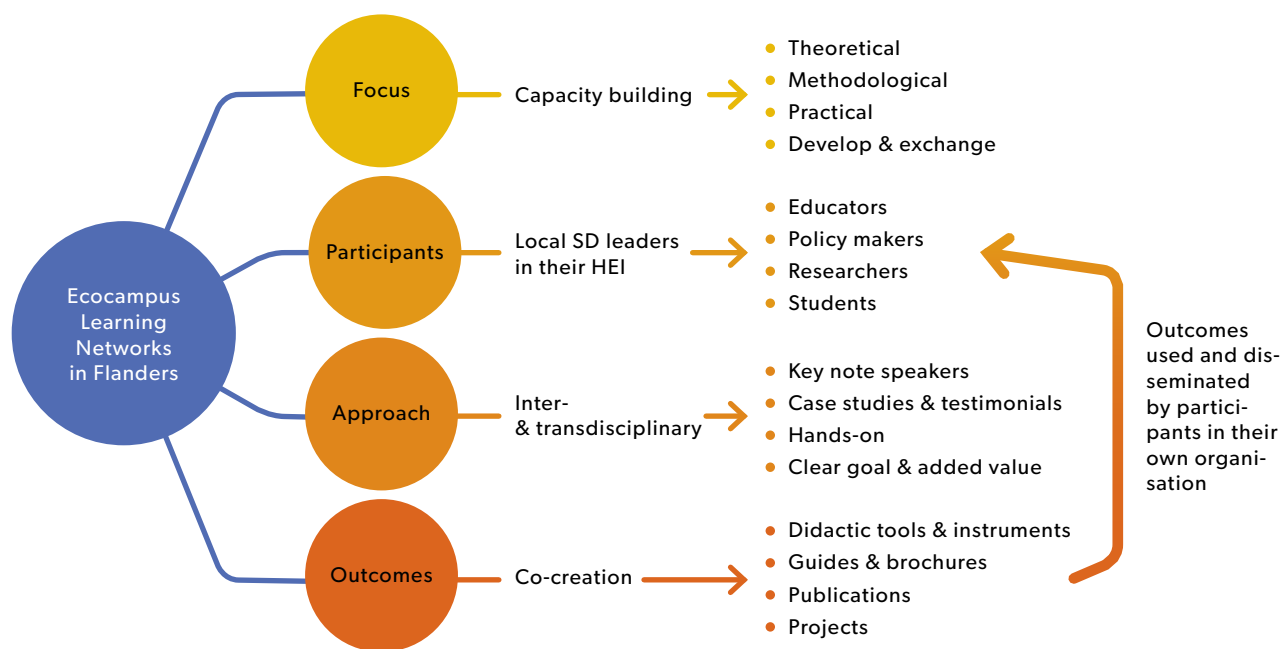 Ecocampus
Learning
Networks
in Flanders
Focus
Capacity building
Theoretical
Methodological
Practical
Develop & exchange
Participants
Local SD leaders
in their HEI
Educators
Policy makers
Researchers
Students
Approach
Inter-
& transdisciplinary
Key note speakers
Case studies & testimonials
Hands-on
Clear goal & added value
Outcomes
Co-creation
Didactic tools & instruments
Guides & brochures
Publications
Projects
Outcomes
used and dis-
seminated
by partici-
pants in their
own organi-
sation